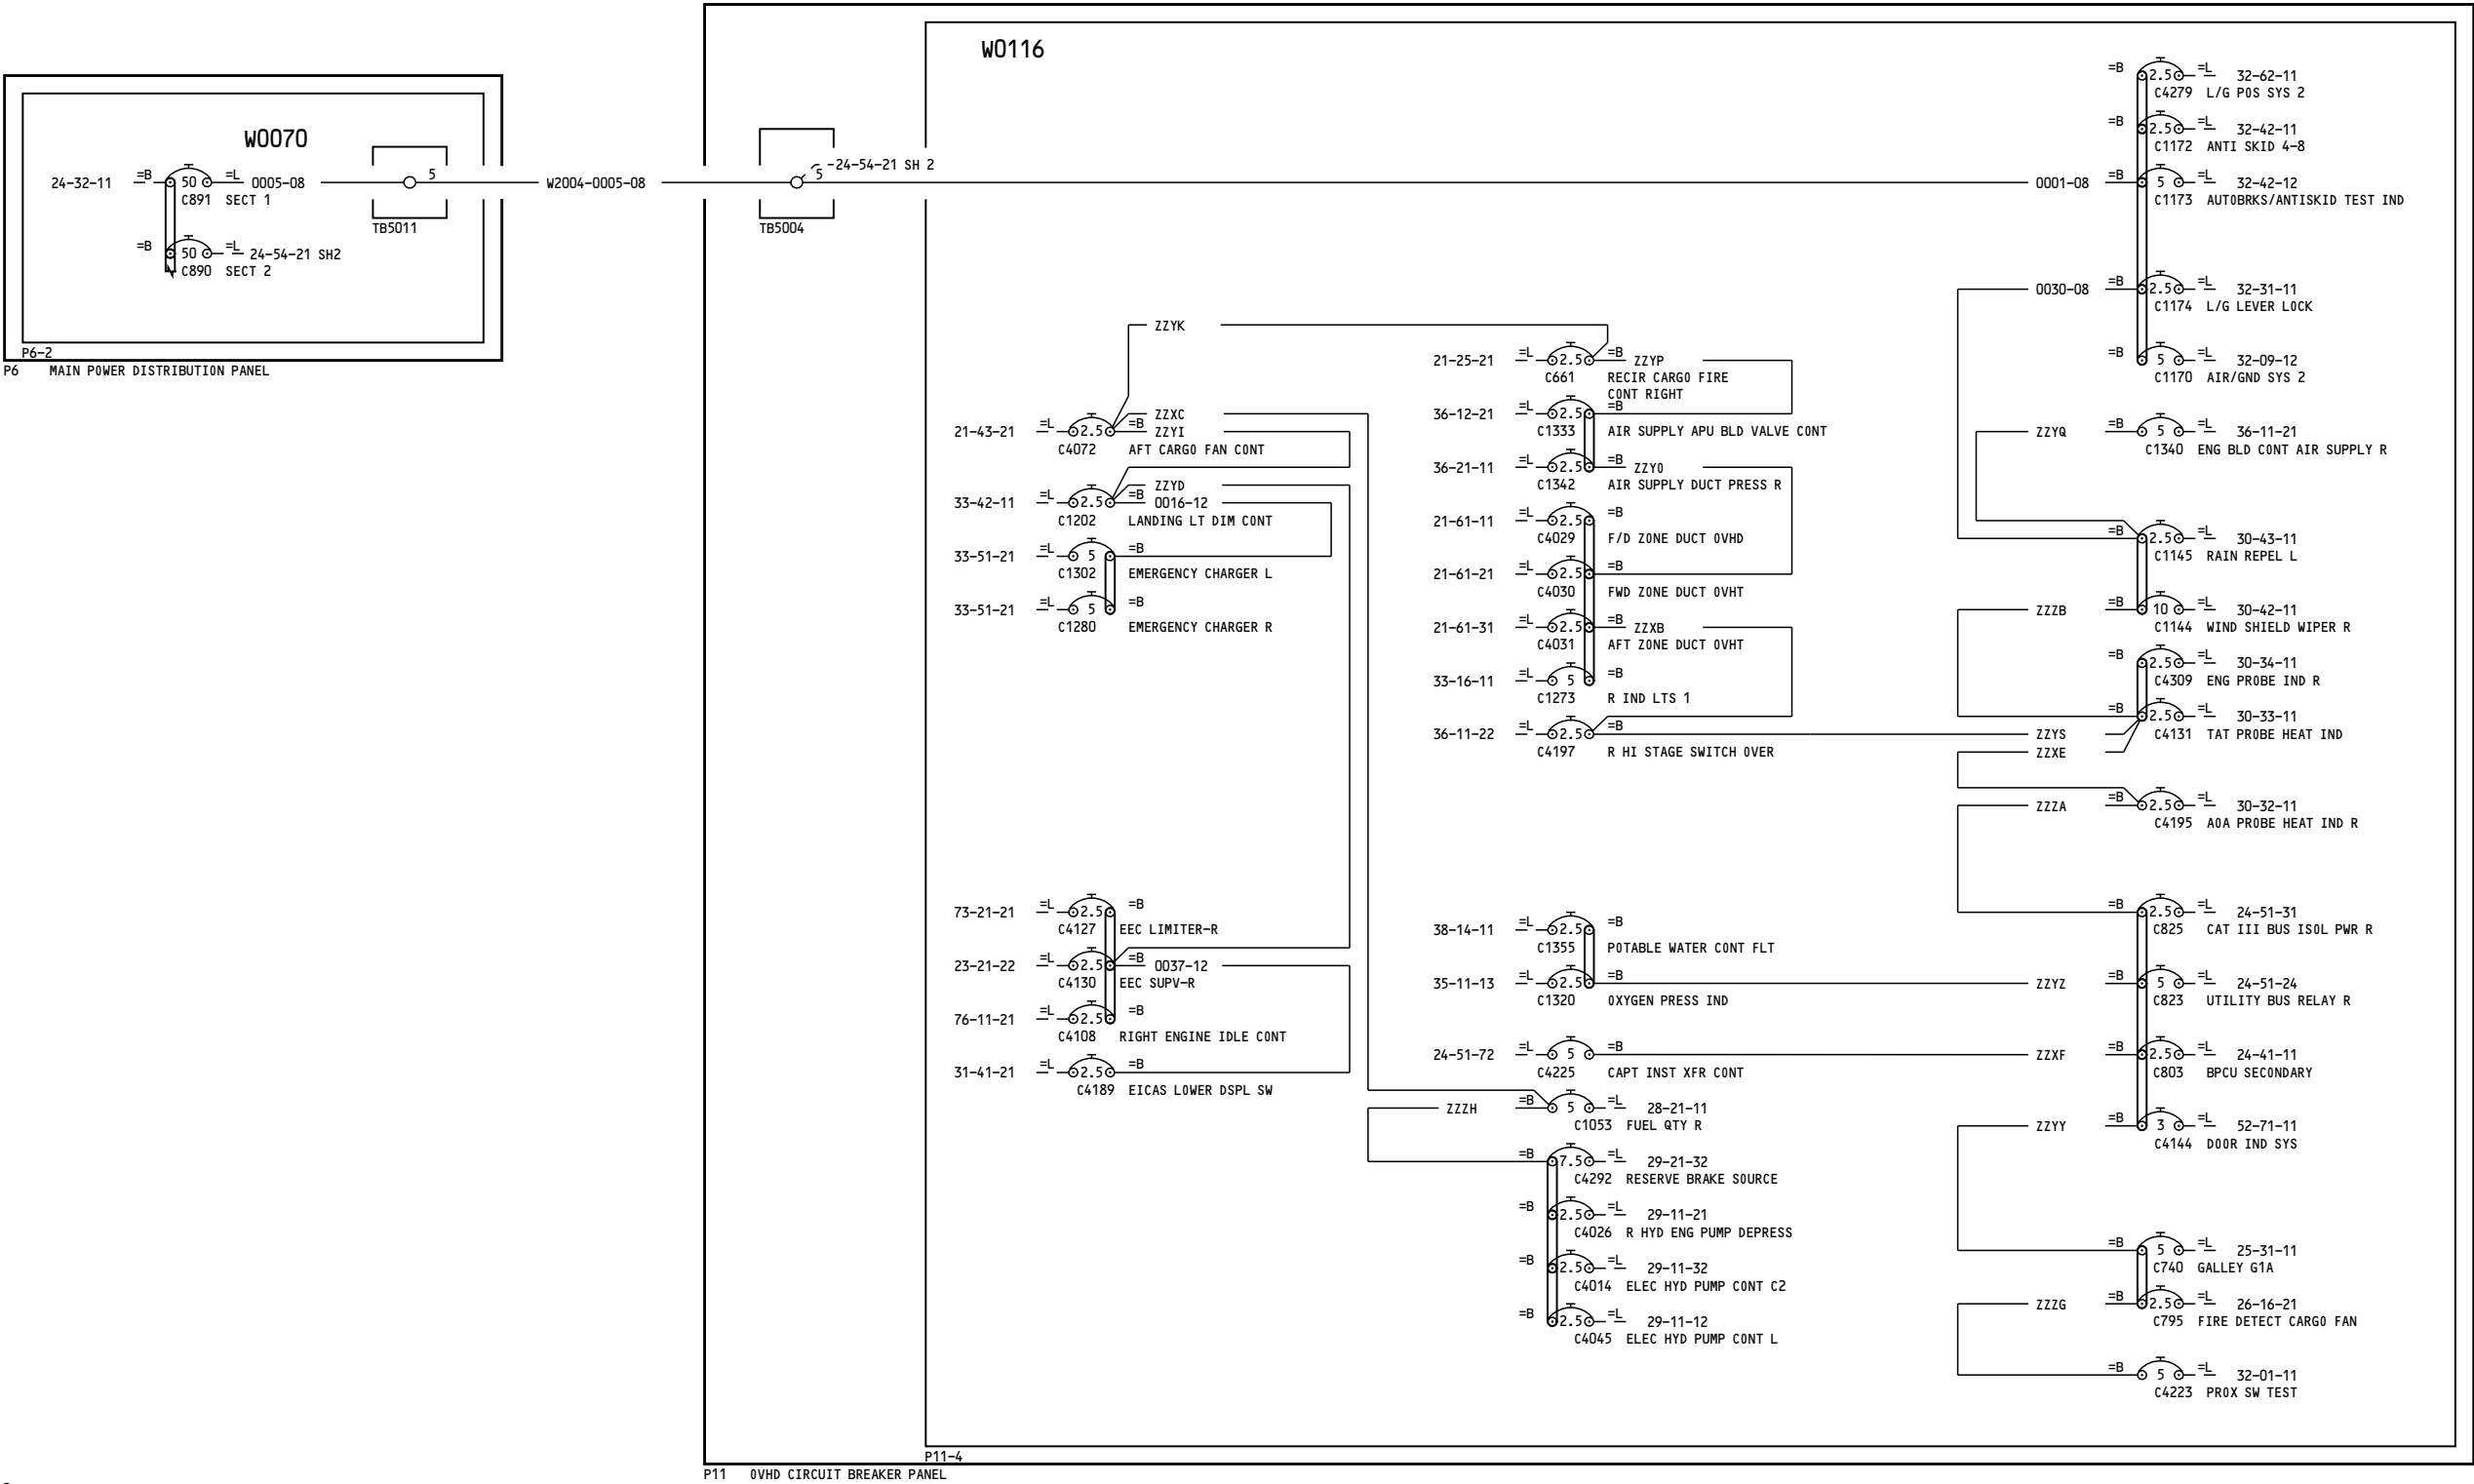 W0070
24-32-11 =B 50 =L 0005-08 5
C891 SECT 1
TB5011
=B 50 =L 24-54-21 SH2
C890 SECT 2
P6-2
P6 MAIN POWER DISTRIBUTION PANEL
W2004-0005-08
5 -24-54-21 SH 2
TB5004
W0116
21-43-21 =L 2.5 =B
ZZYK
ZZXC
ZZYI
C4072 AFT CARGO FAN CONT
ZZYD
33-42-11 =L 2.5 =B 0016-12
C1202 LANDING LT DIM CONT
33-51-21 =L 5 =B
C1302 EMERGENCY CHARGER L
33-51-21 =L 5 =B
C1280 EMERGENCY CHARGER R
73-21-21 =L 2.5 =B
C4127 EEC LIMITER-R
23-21-22 =L 2.5 =B 0037-12
C4130 EEC SUPV-R
76-11-21 =L 2.5 =B
C4108 RIGHT ENGINE IDLE CONT
31-41-21 =L 2.5 =B
C4189 EICAS LOWER DSPL SW
21-25-21 =L 2.5 =B ZZYP
C661 RECIR CARGO FIRE
CONT RIGHT
36-12-21 =L 2.5 =B
C1333 AIR SUPPLY APU BLD VALVE CONT
36-21-11 =L 2.5 =B ZZYO
C1342 AIR SUPPLY DUCT PRESS R
21-61-11 =L 2.5 =B
C4029 F/D ZONE DUCT OVHD
21-61-21 =L 2.5 =B
C4030 FWD ZONE DUCT OVHT
21-61-31 =L 2.5 =B ZZXB
C4031 AFT ZONE DUCT OVHT
33-16-11 =L 5 =B
C1273 R IND LTS 1
36-11-22 =L 2.5 =B
C4197 R HI STAGE SWITCH OVER
38-14-11 =L 2.5 =B
C1355 POTABLE WATER CONT FLT
35-11-13 =L 2.5 =B
C1320 OXYGEN PRESS IND
24-51-72 =L 5 =B
C4225 CAPT INST XFR CONT
ZZZH =B 5 =L 28-21-11
C1053 FUEL QTY R
=B 7.5 =L 29-21-32
C4292 RESERVE BRAKE SOURCE
=B 2.5 =L 29-11-21
C4026 R HYD ENG PUMP DEPRESS
=B 2.5 =L 29-11-32
C4014 ELEC HYD PUMP CONT C2
=B 2.5 =L 29-11-12
C4045 ELEC HYD PUMP CONT L
=B 2.5 =L 32-62-11
C4279 L/G POS SYS 2
=B 2.5 =L 32-42-11
C1172 ANTI SKID 4-8
0001-08 =B 5 =L 32-42-12
C1173 AUTOBRKS/ANTISKID TEST IND
0030-08 =B 2.5 =L 32-31-11
C1174 L/G LEVER LOCK
=B 5 =L 32-09-12
C1170 AIR/GND SYS 2
ZZYQ =B 5 =L 36-11-21
C1340 ENG BLD CONT AIR SUPPLY R
=B 2.5 =L 30-43-11
C1145 RAIN REPEL L
ZZZB =B 10 =L 30-42-11
C1144 WIND SHIELD WIPER R
=B 2.5 =L 30-34-11
C4309 ENG PROBE IND R
=B 2.5 =L 30-33-11
ZZYS C4131 TAT PROBE HEAT IND
ZZXE
ZZZA =B 2.5 =L 30-32-11
C4195 AOA PROBE HEAT IND R
=B 2.5 =L 24-51-31
C825 CAT III BUS ISOL PWR R
ZZYZ =B 5 =L 24-51-24
C823 UTILITY BUS RELAY R
ZZXF =B 2.5 =L 24-41-11
C803 BPCU SECONDARY
ZZYY =B 3 =L 52-71-11
C4144 DOOR IND SYS
=B 5 =L 25-31-11
C740 GALLEY G1A
ZZZG =B 2.5 =L 26-16-21
C795 FIRE DETECT CARGO FAN
=B 5 =L 32-01-11
C4223 PROX SW TEST
P11-4
P11 OVHD CIRCUIT BREAKER PANEL